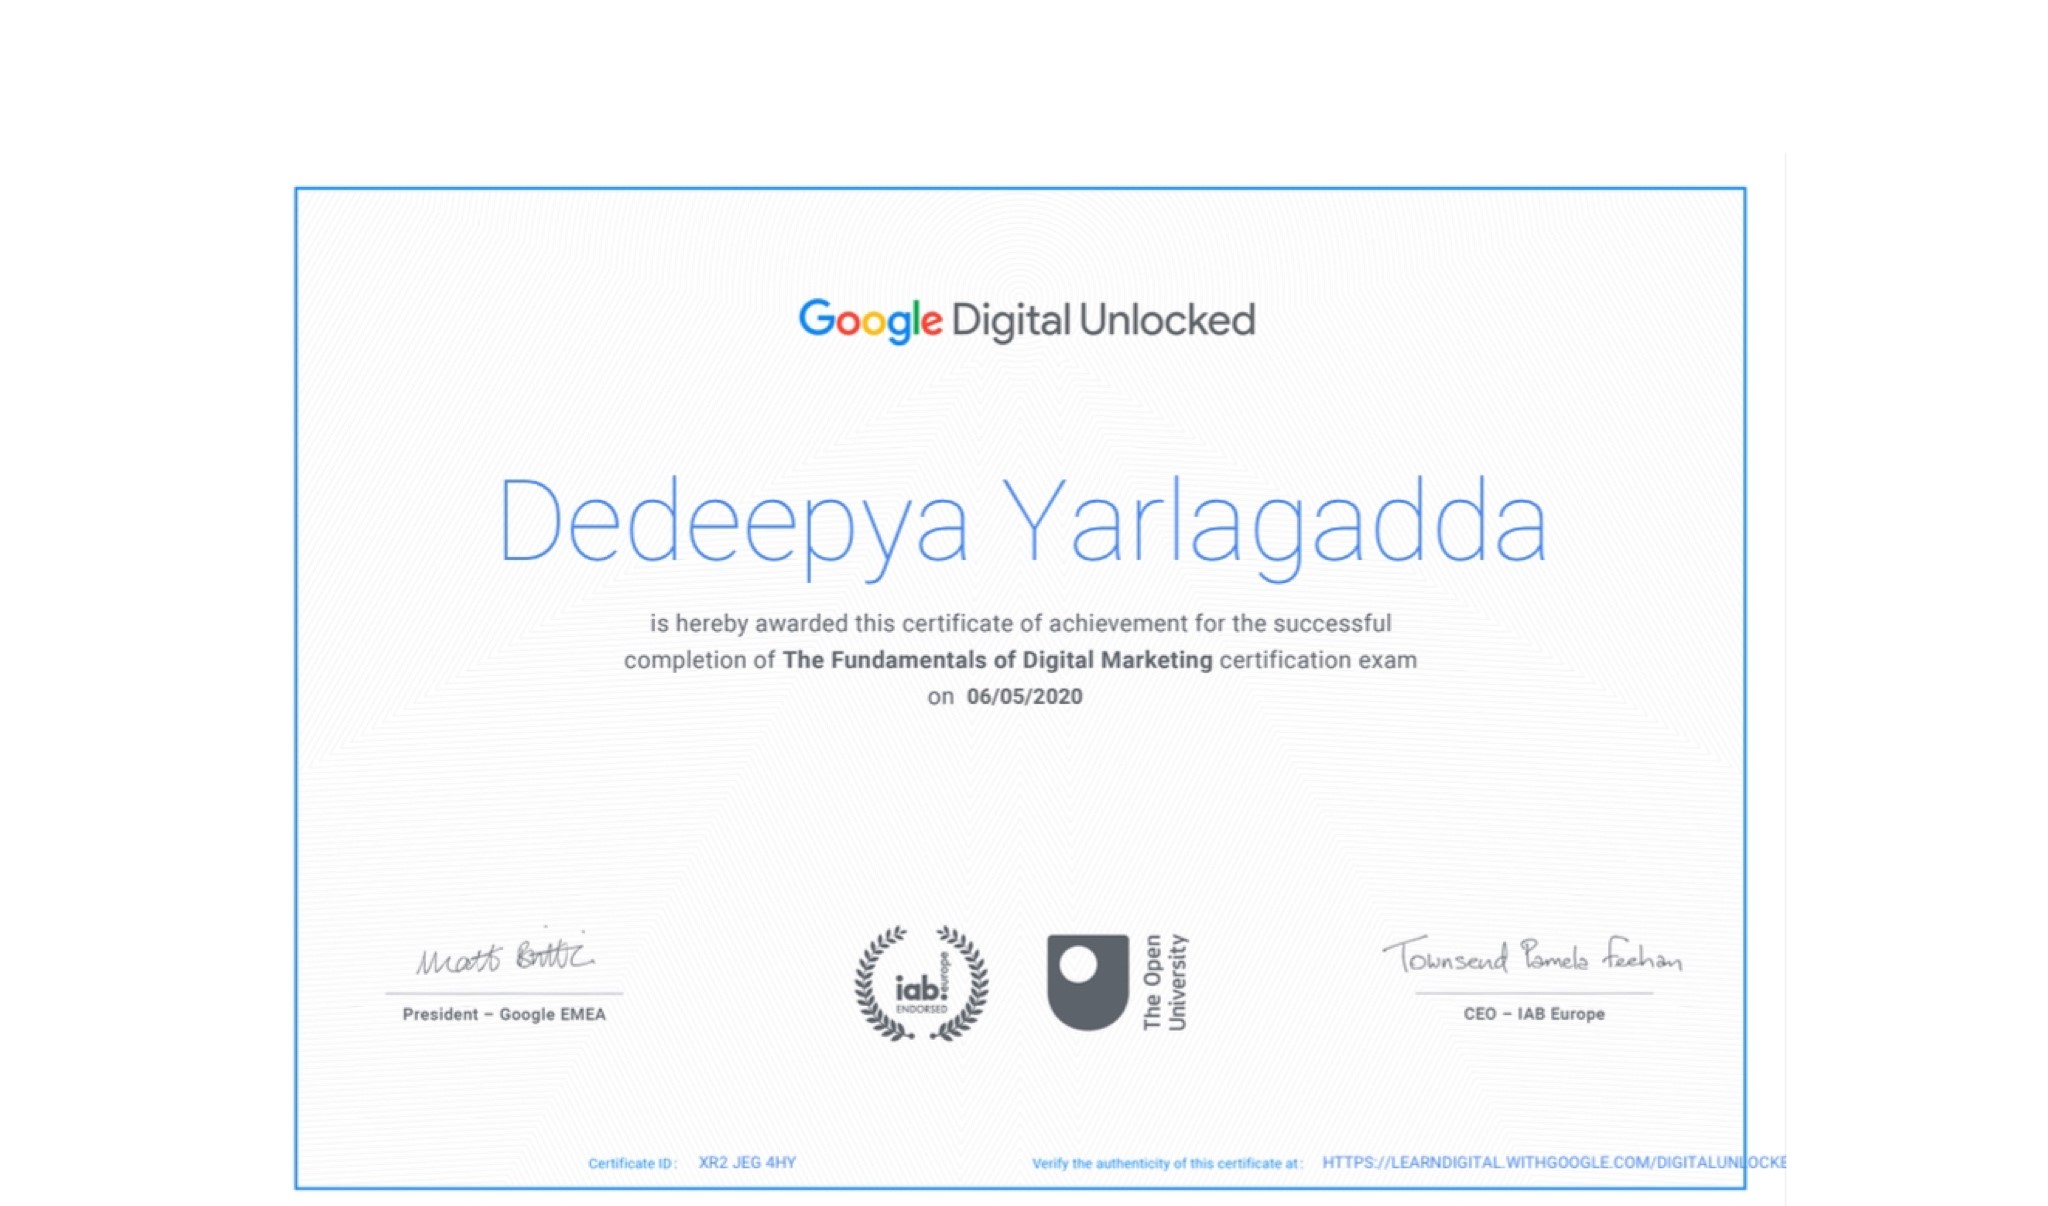 Google Digital Unlocked
Dedeepya Yarlagadda
is hereby awarded this certificate of achievement for the successful
completion of The Fundamentals of Digital Marketing certification exam
on 06/05/2020
Matt
President – Google EMEA
iab.
europe
ENDORSED
The Open
University
Townsend Pamela Feehan
CEO – IAB Europe
Certificate ID: XR2 JEG 4HY
Verify the authenticity of this certificate at: HTTPS://LEARNDIGITAL.WITHGOOGLE.COM/DIGITALUNLOCKE